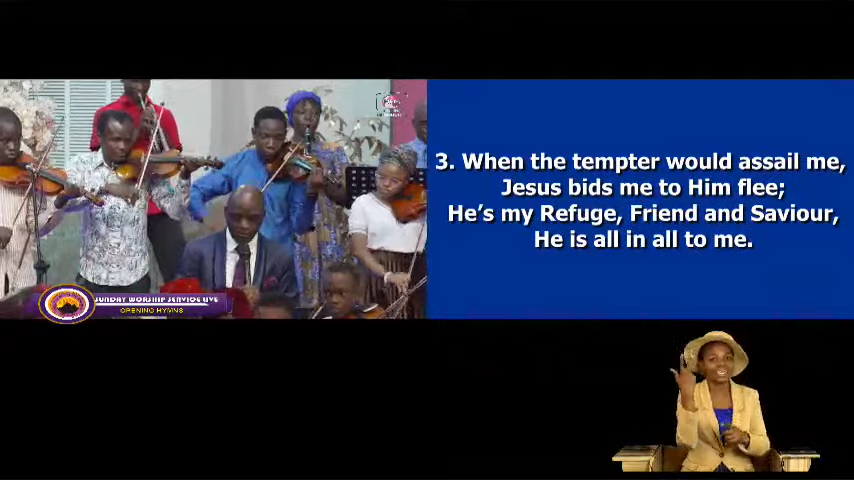 3. When the tempter would assail me,
Jesus bids me to Him flee;
He's my Refuge, Friend and Saviour,
He is all in all to me.
SUNDAY WORSHIP SERVICE LIVE
OPENING HYMNS